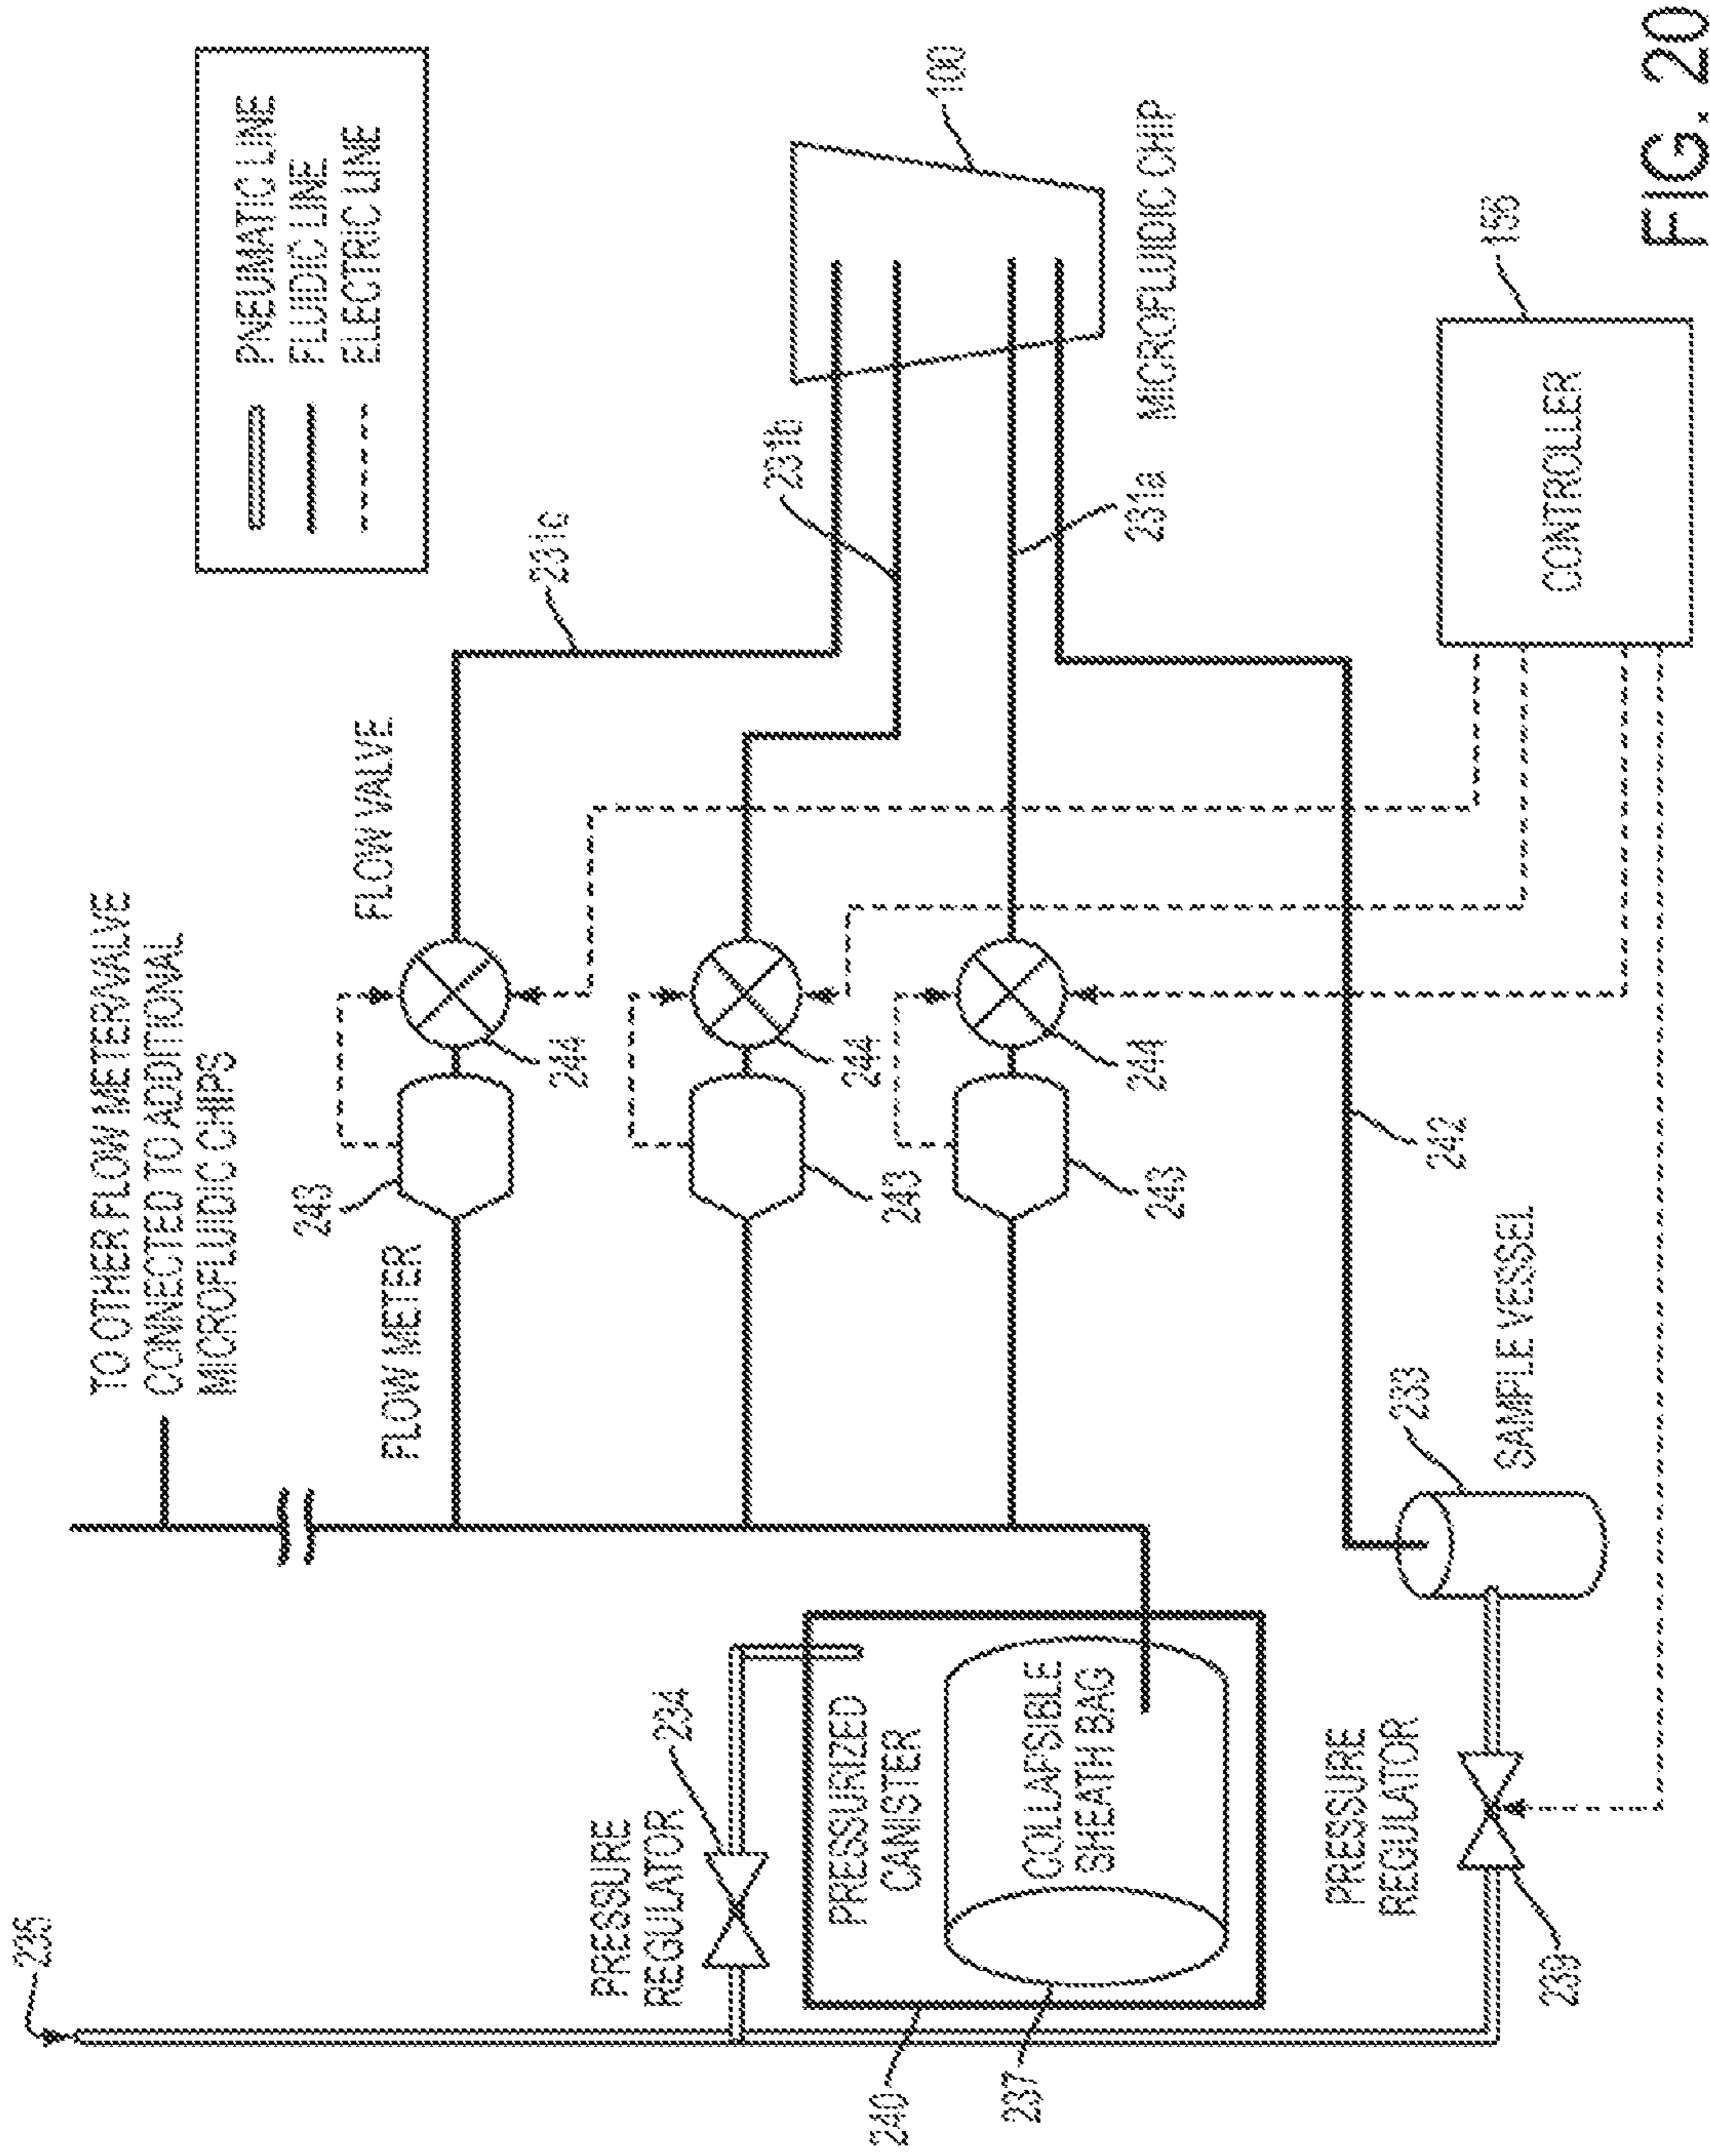 PNEUMATIC LINE
FLUIDIC LINE
ELECTRIC LINE
TO OTHER FLOW METER/VALVE
CONNECTED TO ADDITIONAL
MICROFLUIDIC CHIPS
FLOW METER
FLOW VALVE
243
244
231c
243
244
231b
243
244
231a
100
MICROFLUIDIC CHIP
235
PRESSURE
REGULATOR
234
PRESSURIZED
CANISTER
COLLAPSIBLE
SHEATH BAG
240
237
PRESSURE
REGULATOR
239
233
SAMPLE VESSEL
242
CONTROLLER
FIG. 20